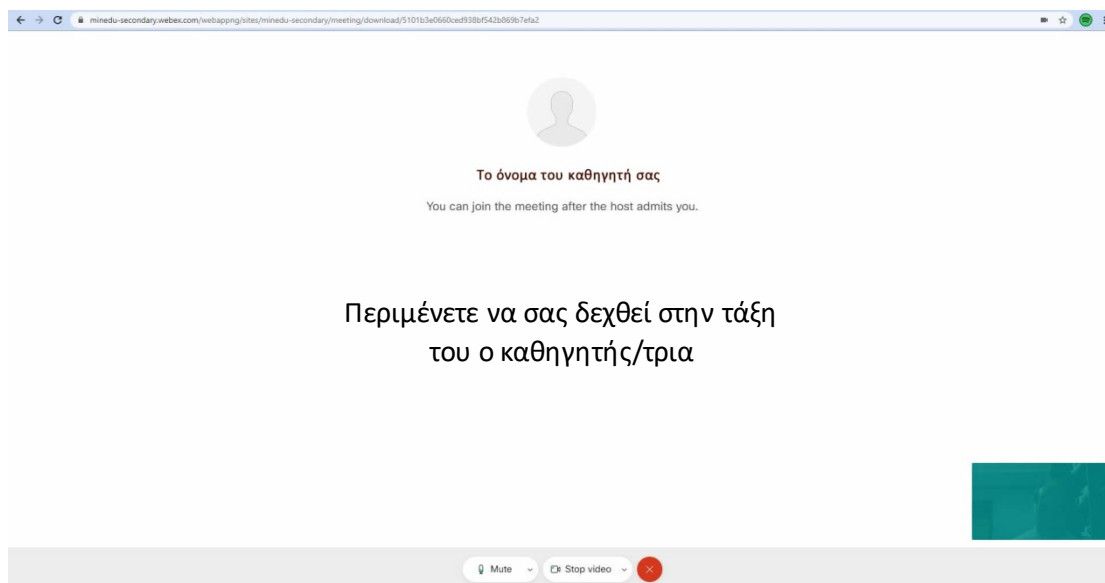 minedu-secondary.webex.com/webappng/sites/minedu-secondary/meeting/download/5101b3e0660ced938bf542b869b7efa2
Το όνομα του καθηγητή σας
You can join the meeting after the host admits you.
Περιμένετε να σας δεχθεί στην τάξη
του ο καθηγητής/τρια
Mute Stop video